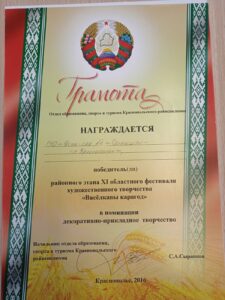 Грамота
Отдел образования, спорта и туризма Краснопольского райисполкома
НАГРАЖДАЕТСЯ
победитель(ли)
районного этапа XI областного фестиваля
художественного творчества
«Васёлкавы карагод»
в номинации
декоративно-прикладное творчество
Начальник отдела образования,
спорта и туризма Краснопольского
райисполкома
Краснополье, 2016